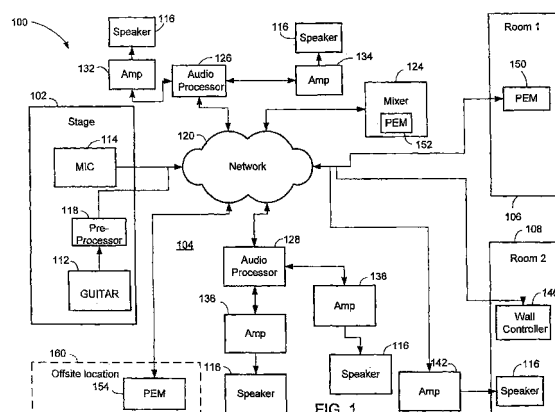 100
Speaker
116
132
Amp
126
Audio
Processor
116
Speaker
Amp
134
124
Mixer
PEM
152
Room 1
150
PEM
106
102
Stage
114
MIC
118
Pre-
Processor
112
GUITAR
120
Network
104
128
Audio
Processor
136
Amp
138
Amp
116
Speaker
116
Speaker
108
Room 2
146
Wall
Controller
142
Amp
116
Speaker
160
Offsite location
154
PEM
FIG. 1